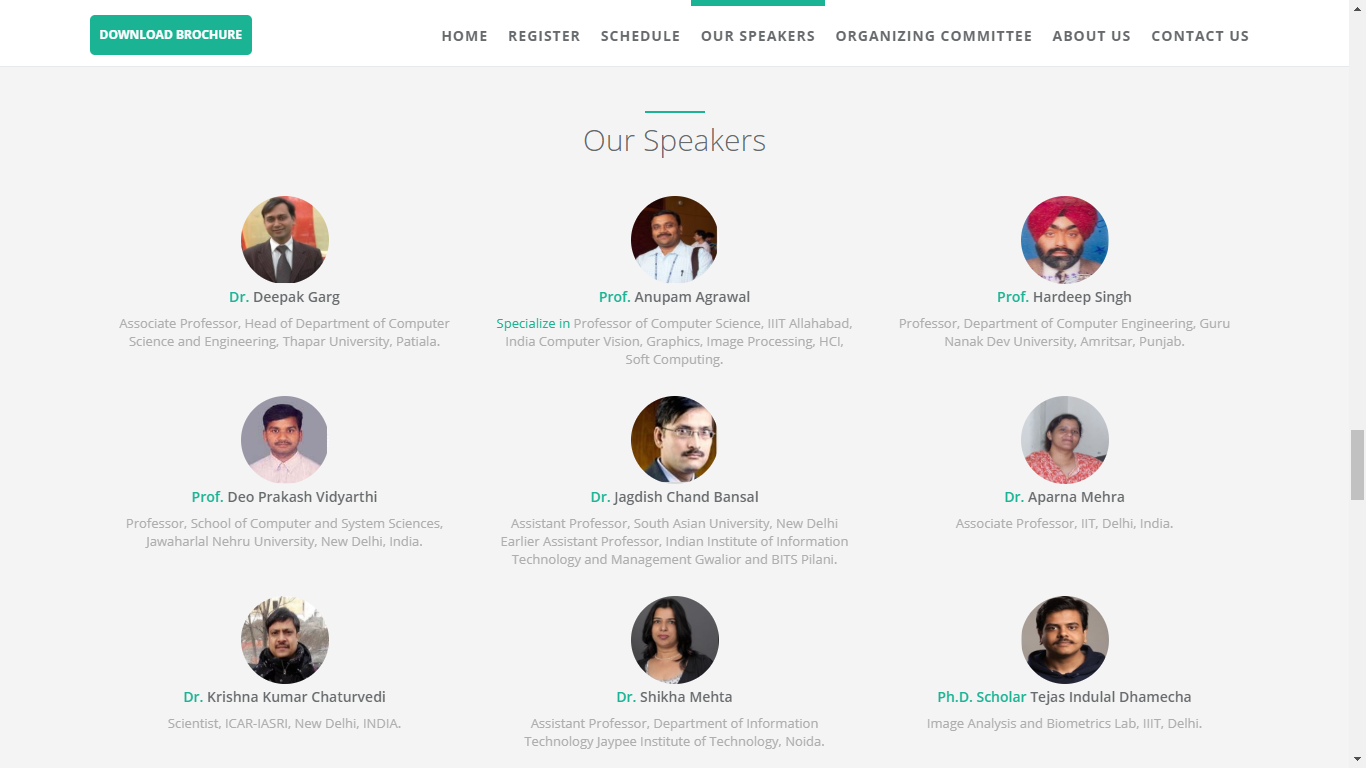 DOWNLOAD BROCHURE
HOME REGISTER SCHEDULE OUR SPEAKERS ORGANIZING COMMITTEE ABOUT US CONTACT US
Our Speakers
Dr. Deepak Garg
Associate Professor, Head of Department of Computer
Science and Engineering, Thapar University, Patiala.
Prof. Anupam Agrawal
Specialize in Professor of Computer Science, IIIT Allahabad,
India Computer Vision, Graphics, Image Processing, HCI,
Soft Computing.
Prof. Hardeep Singh
Professor, Department of Computer Engineering, Guru
Nanak Dev University, Amritsar, Punjab.
Prof. Deo Prakash Vidyarthi
Professor, School of Computer and System Sciences,
Jawaharlal Nehru University, New Delhi, India.
Dr. Jagdish Chand Bansal
Assistant Professor, South Asian University, New Delhi
Earlier Assistant Professor, Indian Institute of Information
Technology and Management Gwalior and BITS Pilani.
Dr. Aparna Mehra
Associate Professor, IIT, Delhi, India.
Dr. Krishna Kumar Chaturvedi
Scientist, ICAR-IASRI, New Delhi, INDIA.
Dr. Shikha Mehta
Assistant Professor, Department of Information
Technology Jaypee Institute of Technology, Noida.
Ph.D. Scholar Tejas Indulal Dhamecha
Image Analysis and Biometrics Lab, IIIT, Delhi.